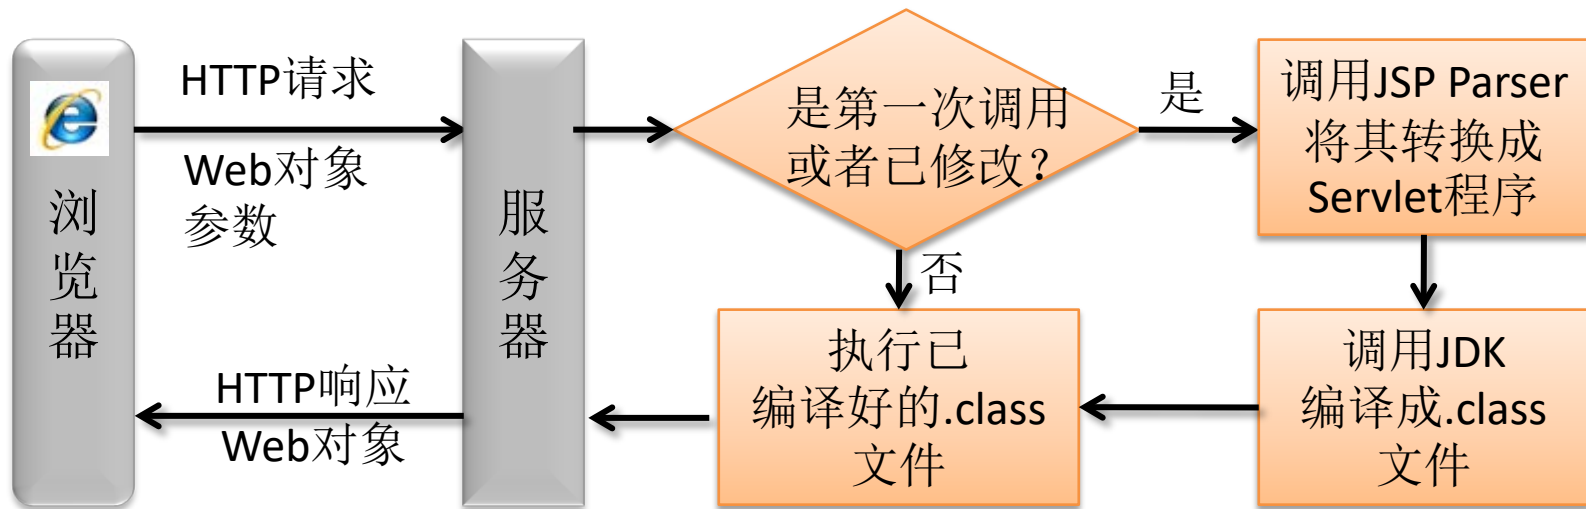 浏
览
器
HTTP请求
Web对象
参数
HTTP响应
Web对象
服
务
器
是第一次调用
或者已修改？
是
否
调用JSP Parser
将其转换成
Servlet程序
调用JDK
编译成.class
文件
执行已
编译好的.class
文件